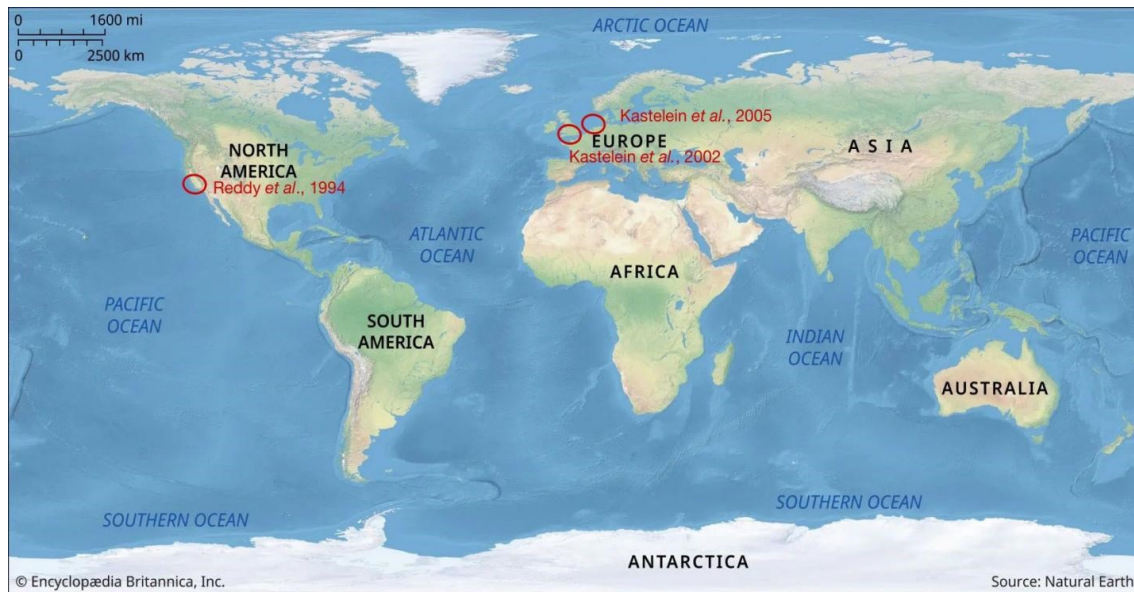 0 1600 mi
0 2500 km
ARCTIC OCEAN
Kastelein et al., 2005
EUROPE
ASIA
NORTH
AMERICA
Kastelein et al., 2002
Reddy et al., 1994
ATLANTIC
OCEAN
PACIFIC
OCEAN
AFRICA
PACIFIC
OCEAN
SOUTH
AMERICA
INDIAN
OCEAN
AUSTRALIA
SOUTHERN OCEAN
SOUTHERN OCEAN
ANTARCTICA
© Encyclopædia Britannica, Inc.
Source: Natural Earth